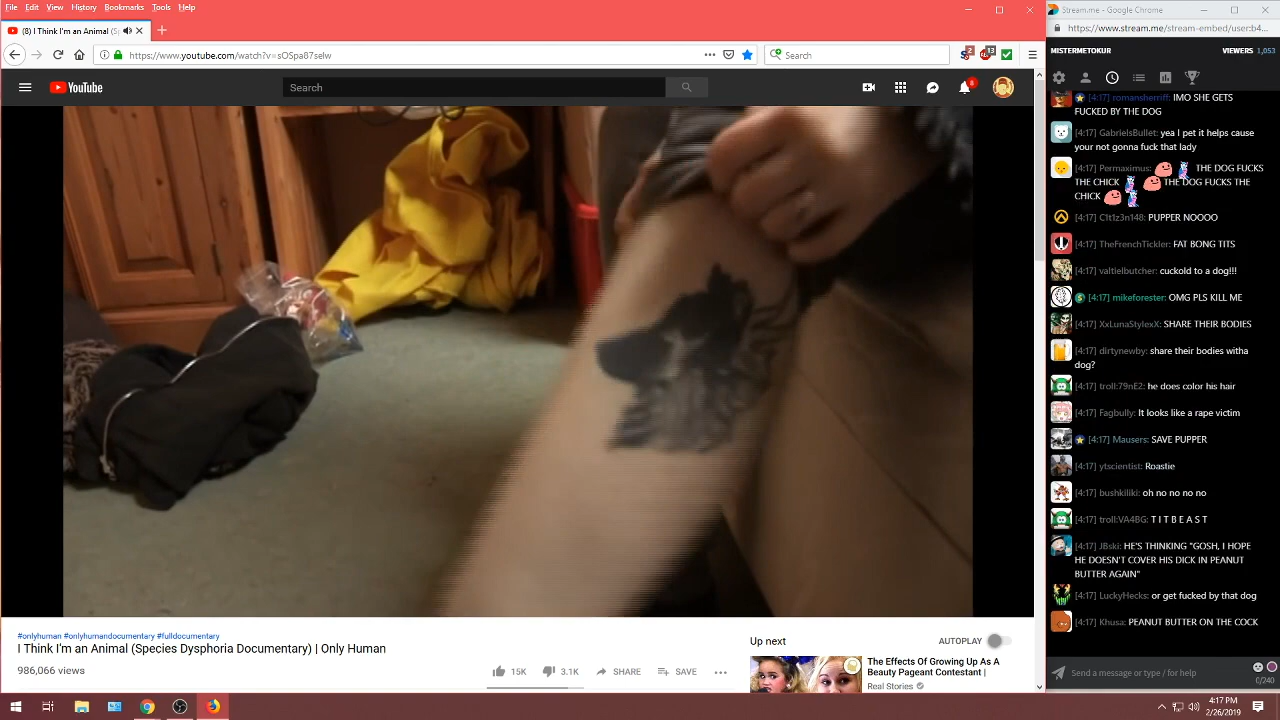 File Edit View History Bookmarks Tools Help
(8) I Think I'm an Animal (Sp
https://www.youtube.com/watch?v=sOSpa87selw
Search
2
13
YouTube
Search
8
#onlyhuman #onlyhumandocumentary #fulldocumentary
I Think I'm an Animal (Species Dysphoria Documentary) | Only Human
986,066 views
15K
3.1K
SHARE
SAVE
Up next
AUTOPLAY
The Effects Of Growing Up As A
Beauty Pageant Contestant |
Real Stories
Stream.me - Google Chrome
https://www.stream.me/stream-embed/user:b4...
MISTERMETOKUR
VIEWERS 1,053
[4:17] romansherriff: IMO SHE GETS
FUCKED BY THE DOG
[4:17] GabrielsBullet: yea I pet it helps cause
your not gonna fuck that lady
[4:17] Permaximus: THE DOG FUCKS
THE CHICK THE DOG FUCKS THE
CHICK
[4:17] C1t1z3n148: PUPPER NOOOO
[4:17] TheFrenchTickler: FAT BONG TITS
[4:17] valtielbutcher: cuckold to a dog!!!
[4:17] mikeforester: OMG PLS KILL ME
[4:17] XxLunaStylexX: SHARE THEIR BODIES
[4:17] dirtynewby: share their bodies witha
dog?
[4:17] troll:79nE2: he does color his hair
[4:17] Fagbully: It looks like a rape victim
[4:17] Mausers: SAVE PUPPER
[4:17] ytscientist: Roastie
[4:17] bushkiliki: oh no no no no
[4:17] troll:VA4BG: T I T B E A S T
[4:17] JBski: HE'S THINKING "GOSH, I HOPE
HE DOESN'T COVER HIS DICK IN PEANUT
BUTTER AGAIN"
[4:17] LuckyHecks: or get fucked by that dog
[4:17] Khusa: PEANUT BUTTER ON THE COCK
Send a message or type / for help
0/240
4:17 PM
2/26/2019